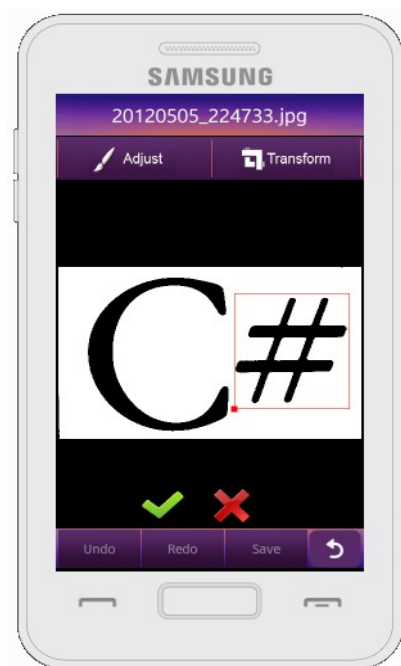 SAMSUNG
20120505_224733.jpg
Adjust Transform
C#
Undo Redo Save